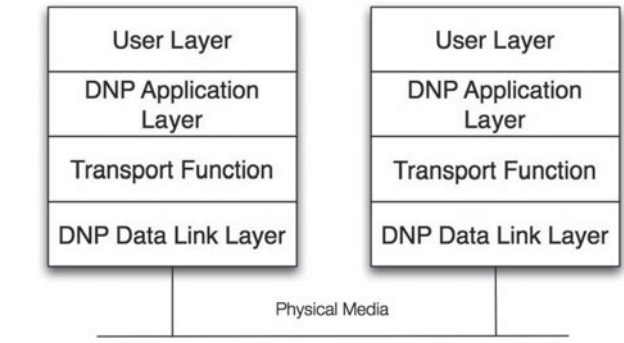 User Layer
DNP Application
Layer
Transport Function
DNP Data Link Layer
User Layer
DNP Application
Layer
Transport Function
DNP Data Link Layer
Physical Media